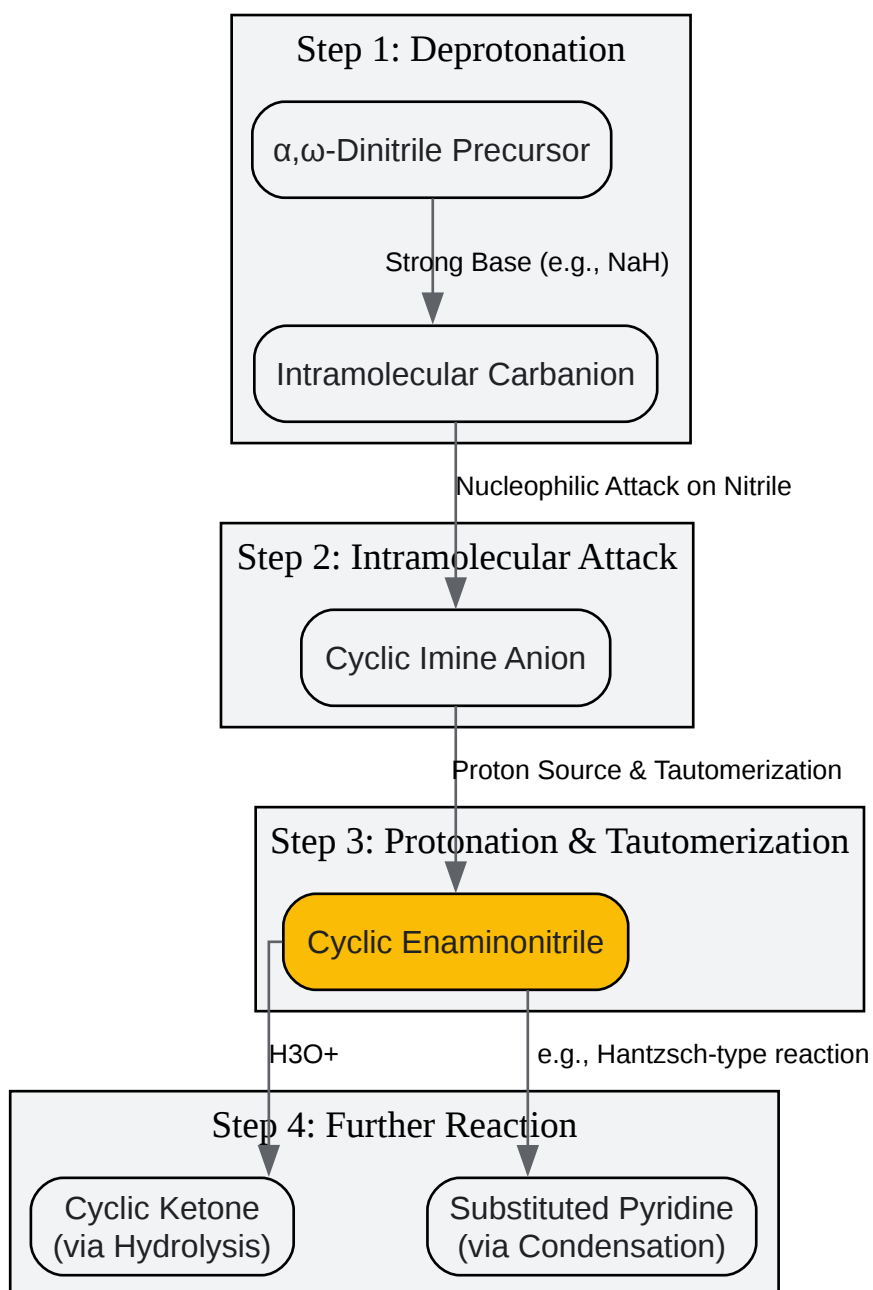 Step 1: Deprotonation
α,ω-Dinitrile Precursor
Strong Base (e.g., NaH)
Intramolecular Carbanion
Nucleophilic Attack on Nitrile
Step 2: Intramolecular Attack
Cyclic Imine Anion
Proton Source & Tautomerization
Step 3: Protonation & Tautomerization
Cyclic Enaminonitrile
H3O+
e.g., Hantzsch-type reaction
Step 4: Further Reaction
Cyclic Ketone
(via Hydrolysis)
Substituted Pyridine
(via Condensation)